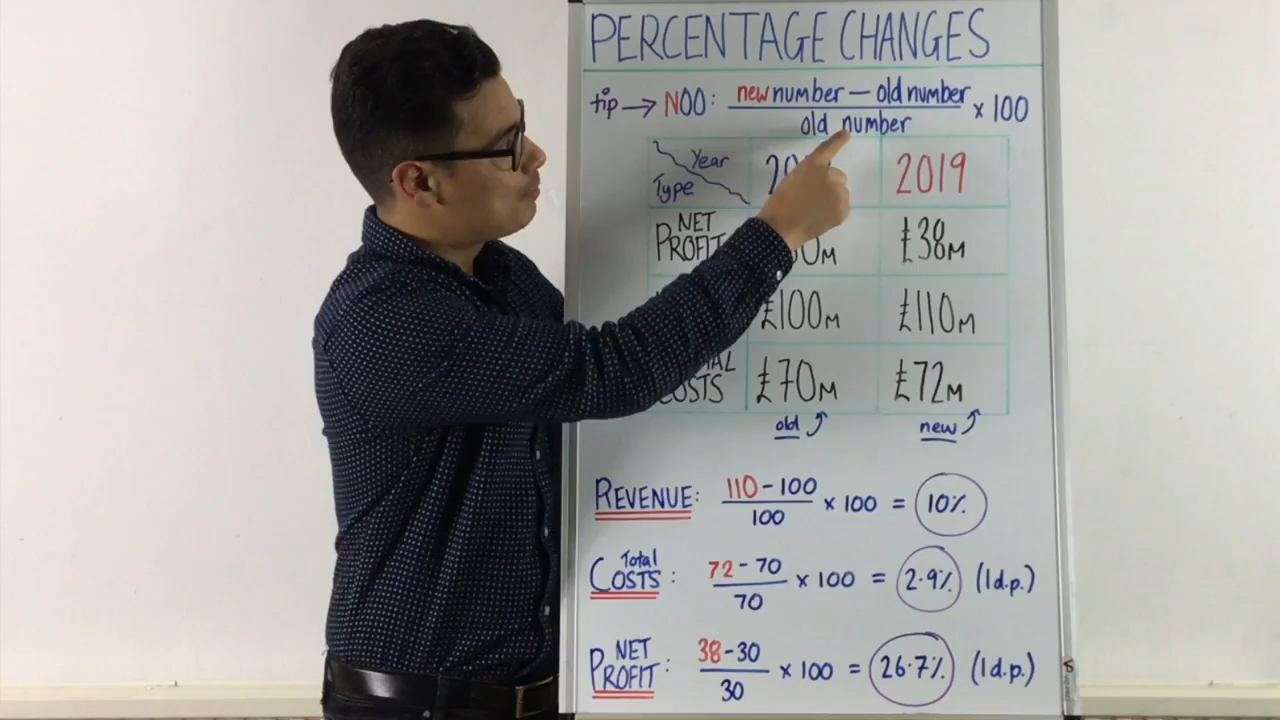 PERCENTAGE CHANGES
tip → NOO: new number — old number
old number
× 100
Year
Type
2019
NET
PROFIT
£38M
£100M
£110M
COSTS
£70M
£72M
old
new
REVENUE: 110 - 100
100
× 100 = 10%
Total
COSTS : 72 - 70
70
× 100 = 2.9% (1 d.p.)
NET
PROFIT : 38 - 30
30
× 100 = 26.7% (1 d.p.)